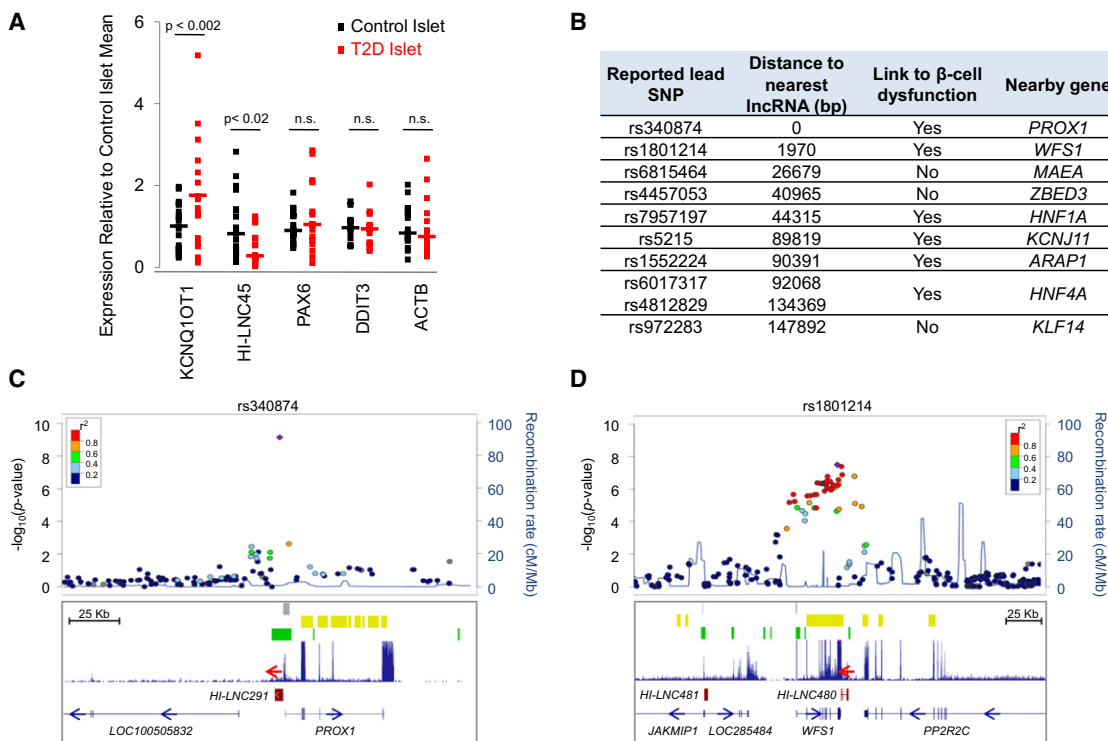 A
p < 0.002
Control Islet
T2D Islet
p< 0.02
n.s.
n.s.
n.s.
Expression Relative to Control Islet Mean
6
4
2
0
KCNQ1OT1
HI-LNC45
PAX6
DDIT3
ACTB
B
Reported lead SNP
Distance to nearest lncRNA (bp)
Link to β-cell dysfunction
Nearby gene
rs340874 0 Yes PROX1
rs1801214 1970 Yes WFS1
rs6815464 26679 No MAEA
rs4457053 40965 No ZBED3
rs7957197 44315 Yes HNF1A
rs5215 89819 Yes KCNJ11
rs1552224 90391 Yes ARAP1
rs6017317 92068
Yes HNF4A
rs4812829 134369
rs972283 147892 No KLF14
C
rs340874
10
8
6
4
2
0
-log10(p-value)
r2
0.8
0.6
0.4
0.2
100
80
60
40
20
0
Recombination rate (cM/Mb)
25 Kb
HI-LNC291
LOC100505832
PROX1
D
rs1801214
10
8
6
4
2
0
-log10(p-value)
r2
0.8
0.6
0.4
0.2
100
80
60
40
20
0
Recombination rate (cM/Mb)
25 Kb
HI-LNC481
HI-LNC480
JAKMIP1
LOC285484
WFS1
PP2R2C